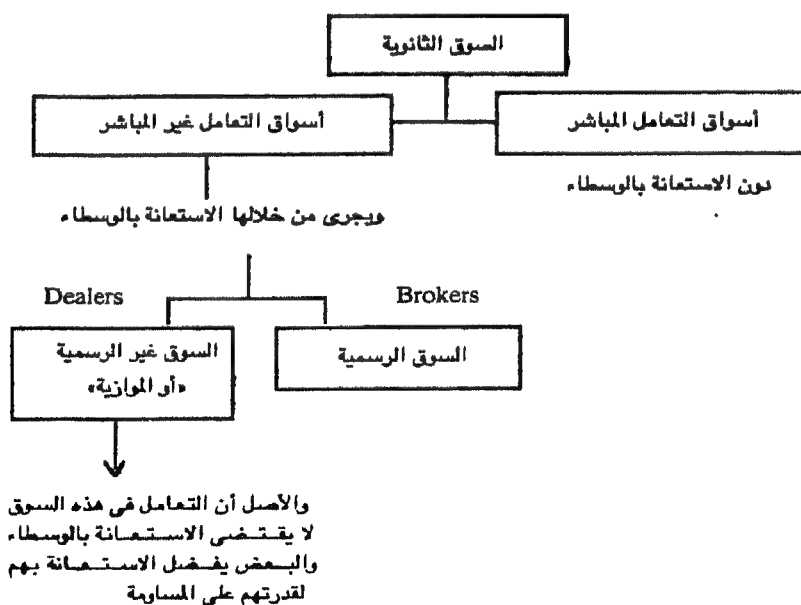 السوق الثانوية
أسواق التعامل المباشر
أسواق التعامل غير المباشر
دون الاستعانة بالوسطاء
ويجرى من خلالها الاستعانة بالوسطاء
Brokers
Dealers
السوق الرسمية
السوق غير الرسمية
«أو الموازية»
والأصل أن التعامل فى هذه السوق
لا يقتضى الاستعانة بالوسطاء
والبعض يفضل الاستعانة بهم
لقدرتهم على المساومة